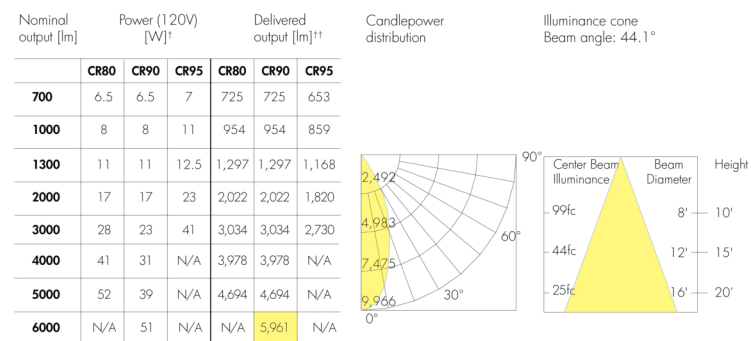 Nominal output [lm] Power (120V) [W]† Delivered output [lm]††
CR80 CR90 CR95 CR80 CR90 CR95
700 6.5 6.5 7 725 725 653
1000 8 8 11 954 954 859
1300 11 11 12.5 1,297 1,297 1,168
2000 17 17 23 2,022 2,022 1,820
3000 28 23 41 3,034 3,034 2,730
4000 41 31 N/A 3,978 3,978 N/A
5000 52 39 N/A 4,694 4,694 N/A
6000 N/A 51 N/A N/A 5,961 N/A
Candlepower
distribution
90°
2,492
4,983
60°
7,475
30°
9,966
0°
Illuminance cone
Beam angle: 44.1°
Center Beam Illuminance Beam Diameter Height
99fc 8' 10'
44fc 12' 15'
25fc 16' 20'